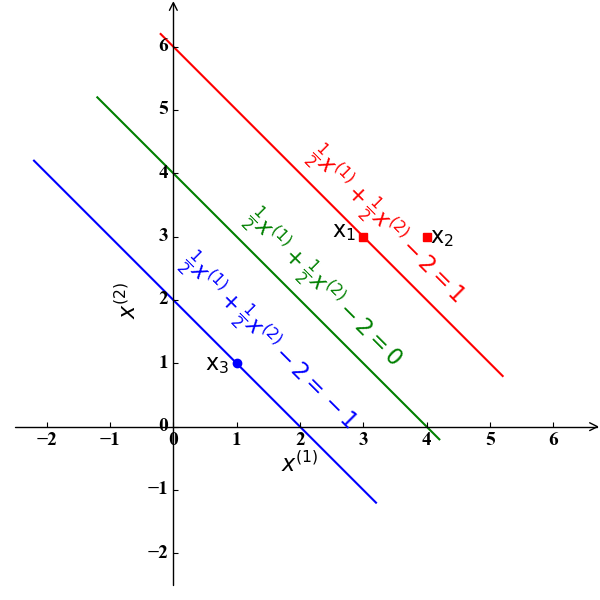 6
5
4
3
2
1
0
−1
−2
−2
−1
0
1
2
3
4
5
6
x⁽²⁾
x⁽¹⁾
½x⁽¹⁾ + ½x⁽²⁾ − 2 = 1
½x⁽¹⁾ + ½x⁽²⁾ − 2 = 0
½x⁽¹⁾ + ½x⁽²⁾ − 2 = −1
x₁
x₂
x₃